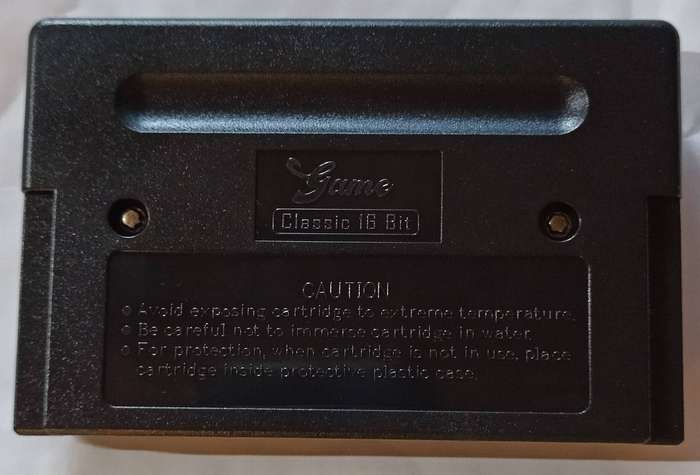 Game
Classic 16 Bit
CAUTION
● Avoid exposing cartridge to extreme temperature.
● Be careful not to immerse cartridge in water.
● For protection, when cartridge is not in use, place
cartridge inside protective plastic case.